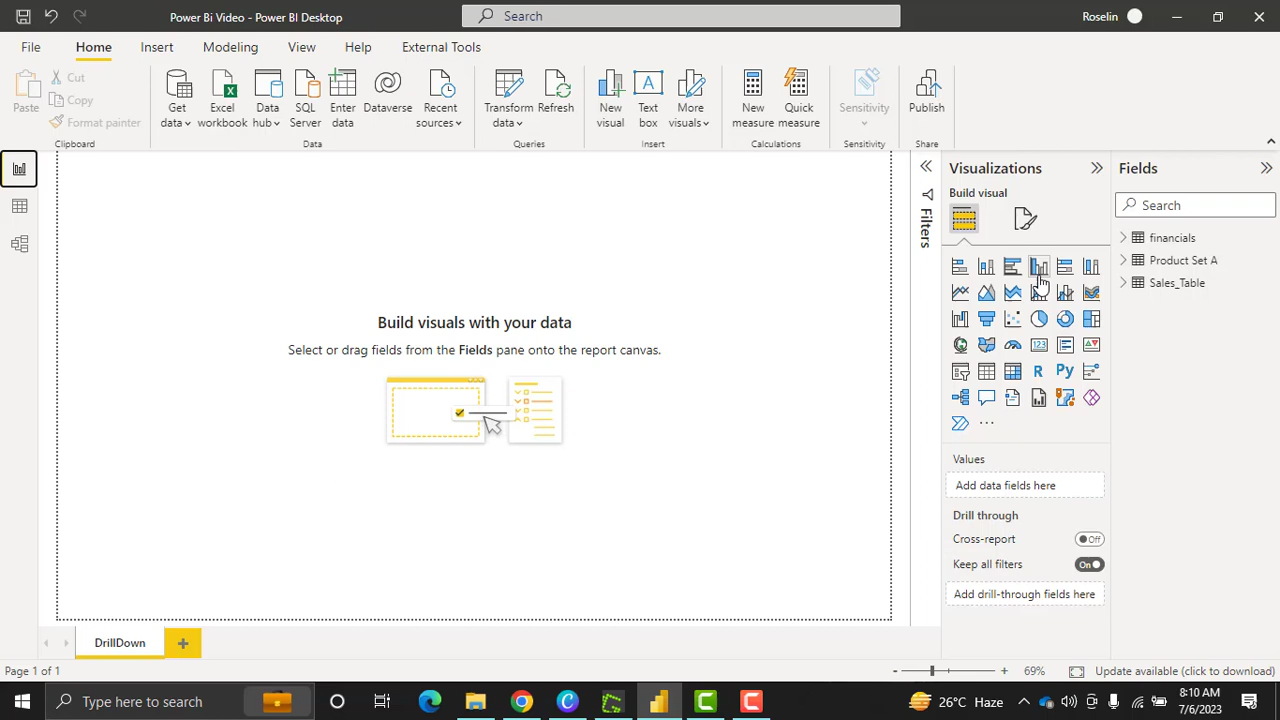 Power Bi Video - Power BI Desktop
Search
Roselin
File
Home
Insert
Modeling
View
Help
External Tools
Paste
Cut
Copy
Format painter
Clipboard
Get data
Excel workbook
Data hub
SQL Server
Enter data
Dataverse
Recent sources
Data
Transform data
Refresh
Queries
New visual
Text box
More visuals
Insert
New measure
Quick measure
Calculations
Sensitivity
Sensitivity
Publish
Share
Build visuals with your data
Select or drag fields from the Fields pane onto the report canvas.
Filters
Visualizations
Build visual
123
R
Py
Values
Add data fields here
Drill through
Cross-report
Off
Keep all filters
On
Add drill-through fields here
Fields
Search
financials
Product Set A
Sales_Table
DrillDown
Page 1 of 1
69%
Update available (click to download)
Type here to search
26°C Haze
8:10 AM
7/6/2023